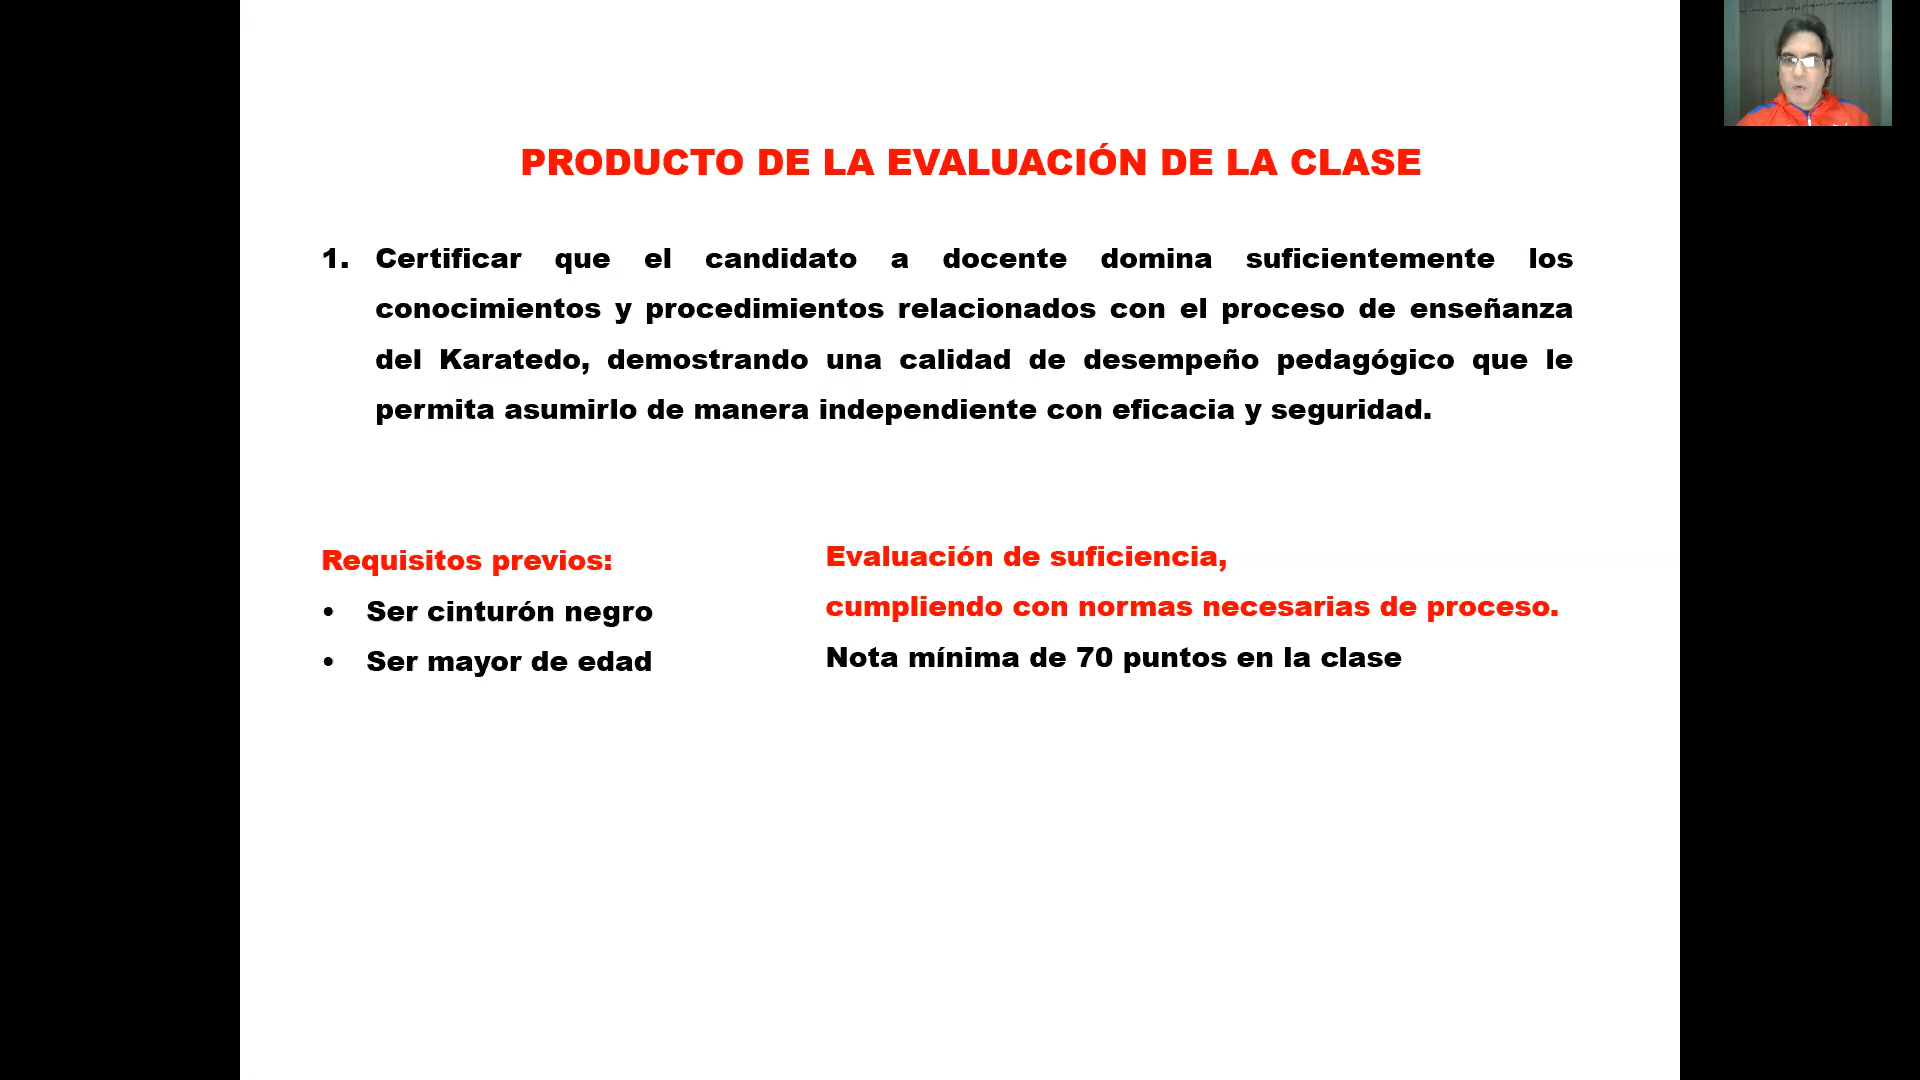 PRODUCTO DE LA EVALUACIÓN DE LA CLASE
1. Certificar que el candidato a docente domina suficientemente los
conocimientos y procedimientos relacionados con el proceso de enseñanza
del Karatedo, demostrando una calidad de desempeño pedagógico que le
permita asumirlo de manera independiente con eficacia y seguridad.
Requisitos previos:
• Ser cinturón negro
• Ser mayor de edad
Evaluación de suficiencia,
cumpliendo con normas necesarias de proceso.
Nota mínima de 70 puntos en la clase